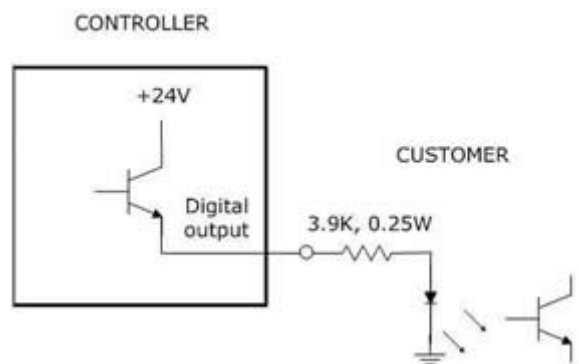 CONTROLLER
+24V
CUSTOMER
Digital
output
3.9K, 0.25W